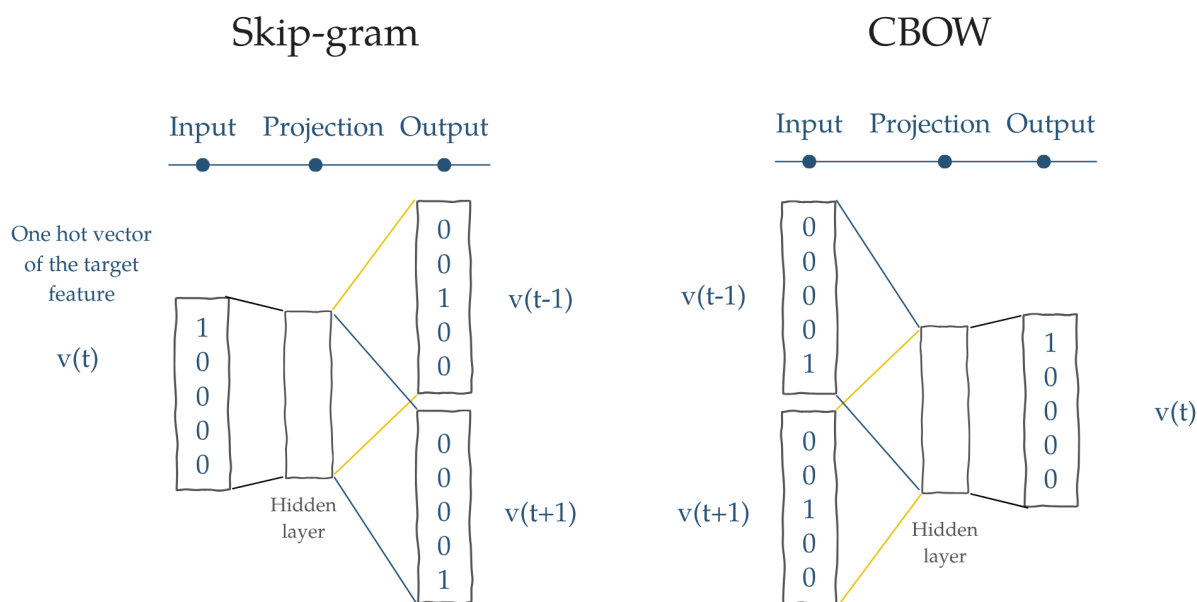 Skip-gram
Input Projection Output
One hot vector
of the target
feature
v(t)
1
0
0
0
0
Hidden
layer
0
0
1
0
0
v(t-1)
0
0
0
0
1
v(t+1)
CBOW
Input Projection Output
v(t-1)
0
0
0
0
1
v(t+1)
0
0
1
0
0
Hidden
layer
1
0
0
0
0
v(t)